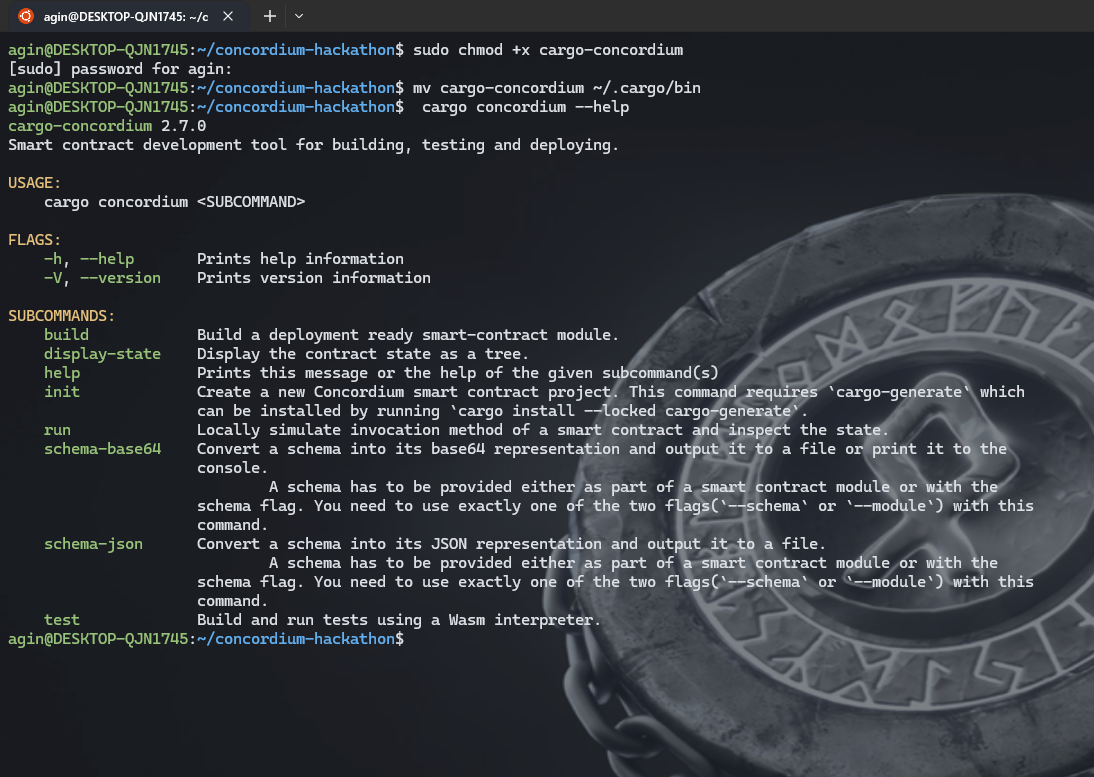 agin@DESKTOP-QJN1745: ~/c
agin@DESKTOP-QJN1745:~/concordium-hackathon$ sudo chmod +x cargo-concordium
[sudo] password for agin:
agin@DESKTOP-QJN1745:~/concordium-hackathon$ mv cargo-concordium ~/.cargo/bin
agin@DESKTOP-QJN1745:~/concordium-hackathon$  cargo concordium --help
cargo-concordium 2.7.0
Smart contract development tool for building, testing and deploying.
USAGE:
    cargo concordium <SUBCOMMAND>
FLAGS:
    -h, --help       Prints help information
    -V, --version    Prints version information
SUBCOMMANDS:
    build            Build a deployment ready smart-contract module.
    display-state    Display the contract state as a tree.
    help             Prints this message or the help of the given subcommand(s)
    init             Create a new Concordium smart contract project. This command requires `cargo-generate` which
                     can be installed by running `cargo install --locked cargo-generate`.
    run              Locally simulate invocation method of a smart contract and inspect the state.
    schema-base64    Convert a schema into its base64 representation and output it to a file or print it to the
                     console.
                             A schema has to be provided either as part of a smart contract module or with the
                     schema flag. You need to use exactly one of the two flags(`--schema` or `--module`) with this
                     command.
    schema-json      Convert a schema into its JSON representation and output it to a file.
                             A schema has to be provided either as part of a smart contract module or with the
                     schema flag. You need to use exactly one of the two flags(`--schema` or `--module`) with this
                     command.
    test             Build and run tests using a Wasm interpreter.
agin@DESKTOP-QJN1745:~/concordium-hackathon$